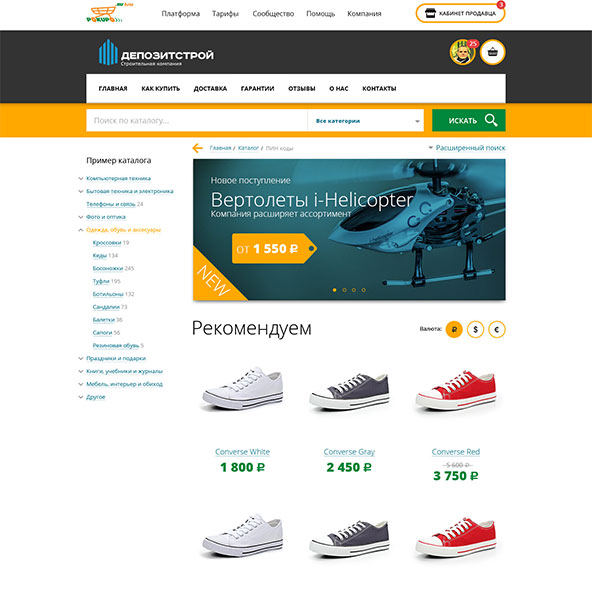 Платформа Тарифы Сообщество Помощь Компания
КАБИНЕТ ПРОДАВЦА
3
ДЕПОЗИТСТРОЙ
Строительная компания
25
ГЛАВНАЯ КАК КУПИТЬ ДОСТАВКА ГАРАНТИИ ОТЗЫВЫ О НАС КОНТАКТЫ
Поиск по каталогу... Все категории ИСКАТЬ
Главная / Каталог / ПИН коды
Расширенный поиск
Пример каталога
Компьютерная техника
Бытовая техника и электроника
Телефоны и связь 24
Фото и оптика
Одежда, обувь и аксесуары
Кроссовки 19
Кеды 134
Босоножки 245
Туфли 195
Ботильоны 132
Сандалии 73
Балетки 36
Сапоги 56
Резиновая обувь 5
Праздники и подарки
Книги, учебники и журналы
Мебель, интерьер и обиход
Другое
Новое поступление
Вертолеты i-Helicopter
Компания расширяет ассортимент
ОТ 1 550 ₽
NEW
Рекомендуем
Валюта: ₽ $ €
Converse White
1 800 ₽
Converse Gray
2 450 ₽
Converse Red
5 600 ₽
3 750 ₽